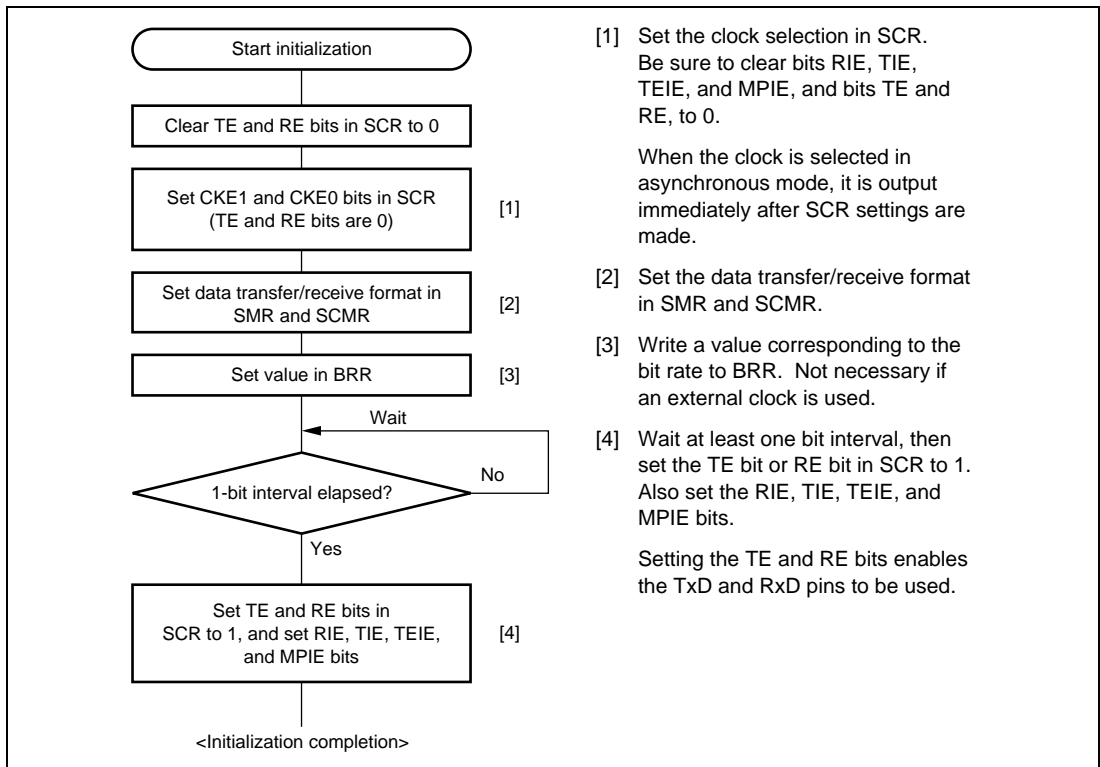 Start initialization
Clear TE and RE bits in SCR to 0
Set CKE1 and CKE0 bits in SCR
(TE and RE bits are 0)
[1]
Set data transfer/receive format in
SMR and SCMR
[2]
Set value in BRR
[3]
Wait
No
1-bit interval elapsed?
Yes
Set TE and RE bits in
SCR to 1, and set RIE, TIE, TEIE,
and MPIE bits
[4]
<Initialization completion>
[1] Set the clock selection in SCR.
Be sure to clear bits RIE, TIE,
TEIE, and MPIE, and bits TE and
RE, to 0.
When the clock is selected in
asynchronous mode, it is output
immediately after SCR settings are
made.
[2] Set the data transfer/receive format
in SMR and SCMR.
[3] Write a value corresponding to the
bit rate to BRR.  Not necessary if
an external clock is used.
[4] Wait at least one bit interval, then
set the TE bit or RE bit in SCR to 1.
Also set the RIE, TIE, TEIE, and
MPIE bits.
Setting the TE and RE bits enables
the TxD and RxD pins to be used.